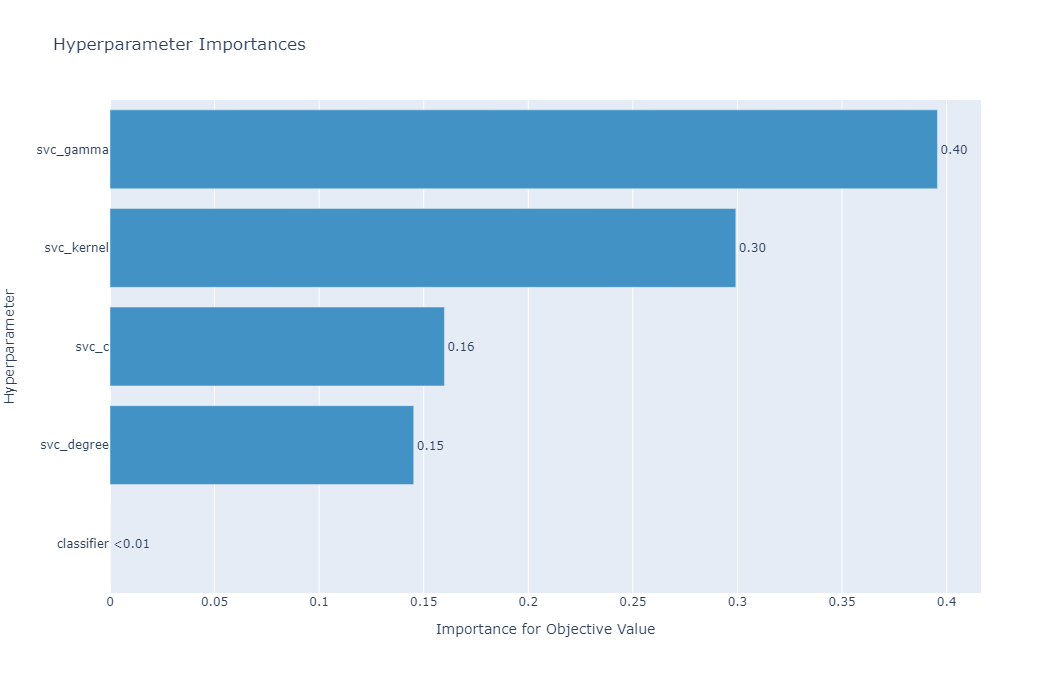 Hyperparameter Importances
Hyperparameter
svc_gamma 0.40
svc_kernel 0.30
svc_c 0.16
svc_degree 0.15
classifier <0.01
0 0.05 0.1 0.15 0.2 0.25 0.3 0.35 0.4
Importance for Objective Value